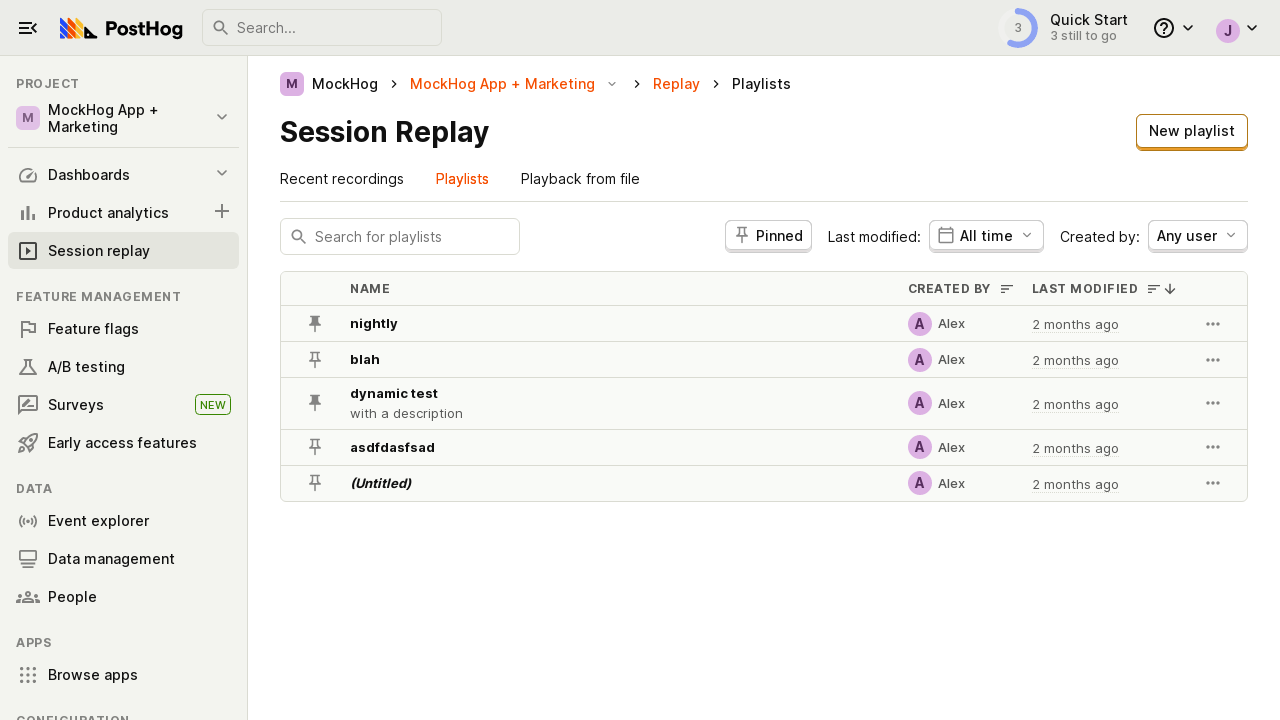 PostHog
Search...
3
Quick Start
3 still to go
J
PROJECT
M
MockHog App +
Marketing
Dashboards
Product analytics
Session replay
FEATURE MANAGEMENT
Feature flags
A/B testing
Surveys
NEW
Early access features
DATA
Event explorer
Data management
People
APPS
Browse apps
CONFIGURATION
M
MockHog
MockHog App + Marketing
Replay
Playlists
Session Replay
New playlist
Recent recordings
Playlists
Playback from file
Search for playlists
Pinned
Last modified:
All time
Created by:
Any user
NAME
CREATED BY
LAST MODIFIED
nightly
A
Alex
2 months ago
blah
A
Alex
2 months ago
dynamic test
with a description
A
Alex
2 months ago
asdfdasfsad
A
Alex
2 months ago
(Untitled)
A
Alex
2 months ago